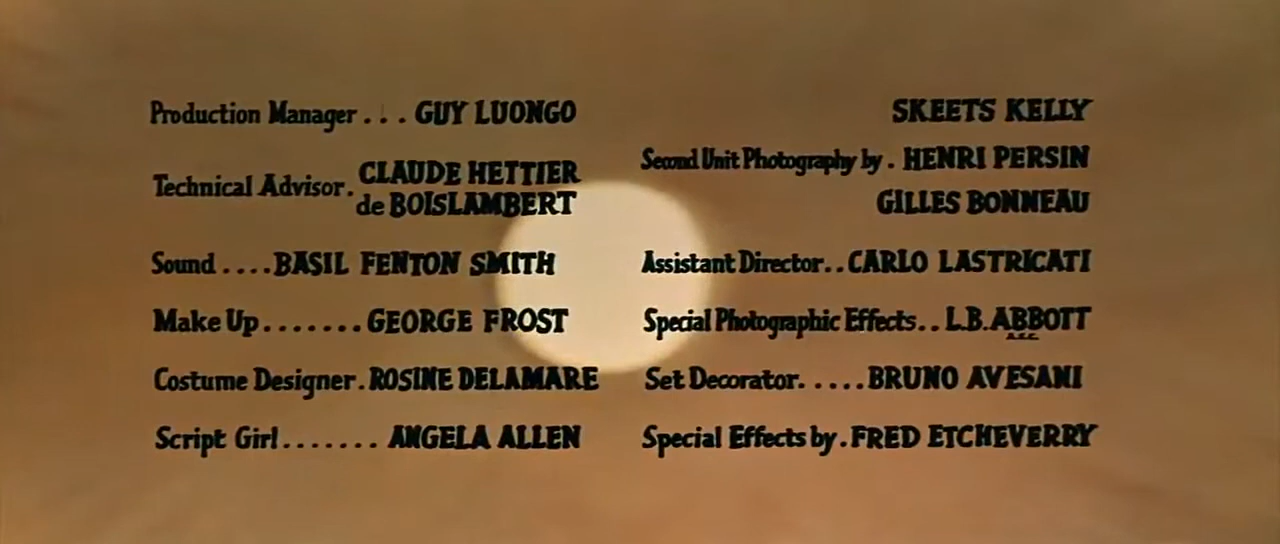 Production Manager . . . GUY LUONGO
Technical Advisor. CLAUDE HETTIER
de BOISLAMBERT
Sound . . . . BASIL FENTON SMITH
Make Up . . . . . . . GEORGE FROST
Costume Designer . ROSINE DELAMARE
Script Girl . . . . . . . ANGELA ALLEN
SKEETS KELLY
Second Unit Photography by . HENRI PERSIN
GILLES BONNEAU
Assistant Director . . CARLO LASTRICATI
Special Photographic Effects . . L.B. ABBOTT
A.S.C.
Set Decorator. . . . . . BRUNO AVESANI
Special Effects by . FRED ETCHEVERRY